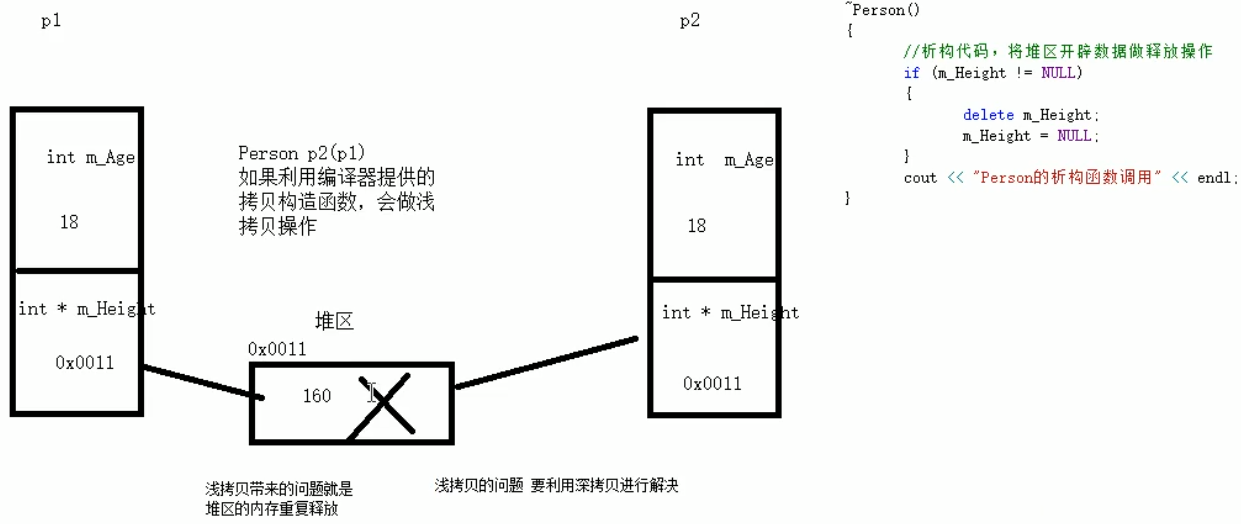 p1
p2
~Person()
{
//析构代码，将堆区开辟数据做释放操作
if (m_Height != NULL)
{
delete m_Height;
m_Height = NULL;
}
cout << "Person的析构函数调用" << endl;
}
int m_Age
18
int * m_Height
0x0011
Person p2(p1)
如果利用编译器提供的
拷贝构造函数，会做浅
拷贝操作
int m_Age
18
int * m_Height
0x0011
堆区
0x0011
160
浅拷贝带来的问题就是
堆区的内存重复释放
浅拷贝的问题 要利用深拷贝进行解决